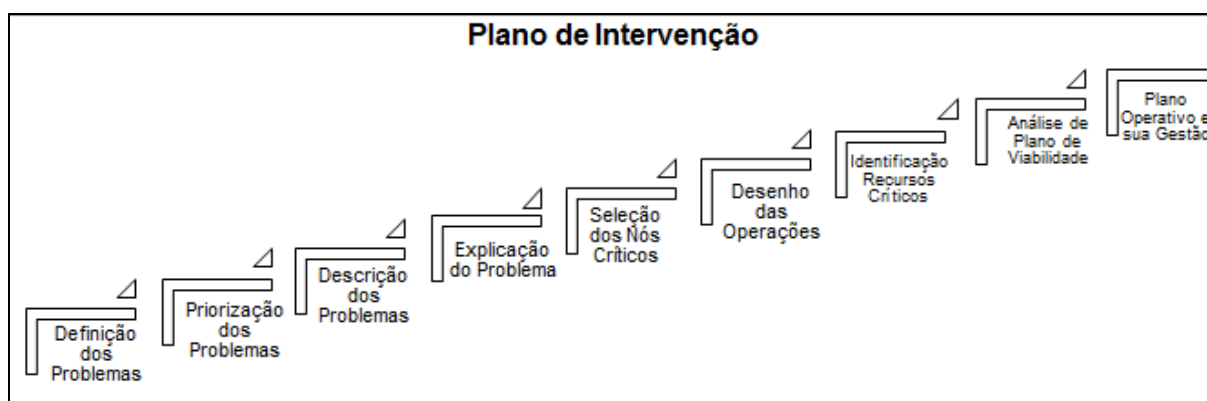 Plano de Intervenção
Definição
dos
Problemas
Priorização
dos
Problemas
Descrição
dos
Problemas
Explicação
do Problema
Seleção
dos Nós
Críticos
Desenho
das
Operações
Identificação
Recursos
Críticos
Análise de
Plano de
Viabilidade
Plano
Operativo e
sua Gestão